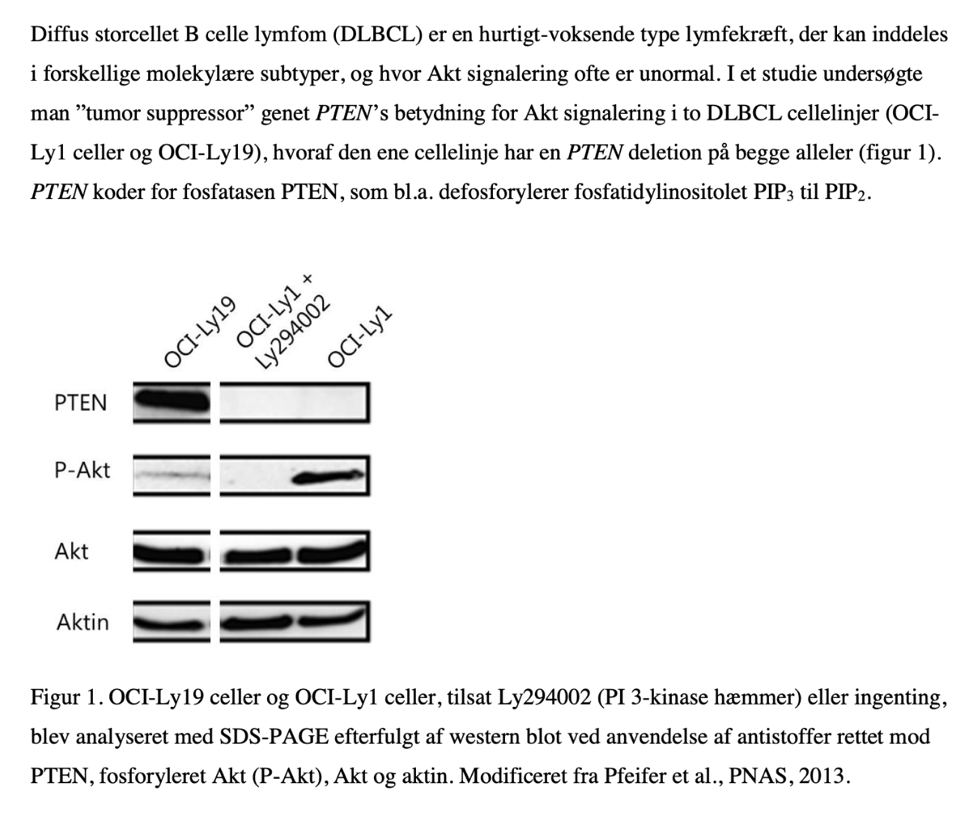 Diffus storcellet B celle lymfom (DLBCL) er en hurtigt-voksende type lymfekræft, der kan inddeles
i forskellige molekylære subtyper, og hvor Akt signalering ofte er unormal. I et studie undersøgte
man ”tumor suppressor” genet PTEN’s betydning for Akt signalering i to DLBCL cellelinjer (OCI-
Ly1 celler og OCI-Ly19), hvoraf den ene cellelinje har en PTEN deletion på begge alleler (figur 1).
PTEN koder for fosfatasen PTEN, som bl.a. defosforylerer fosfatidylinositolet PIP₃ til PIP₂.
OCI-Ly19
OCI-Ly1 +
Ly294002
OCI-Ly1
PTEN
P-Akt
Akt
Aktin
Figur 1. OCI-Ly19 celler og OCI-Ly1 celler, tilsat Ly294002 (PI 3-kinase hæmmer) eller ingenting,
blev analyseret med SDS-PAGE efterfulgt af western blot ved anvendelse af antistoffer rettet mod
PTEN, fosforyleret Akt (P-Akt), Akt og aktin. Modificeret fra Pfeifer et al., PNAS, 2013.